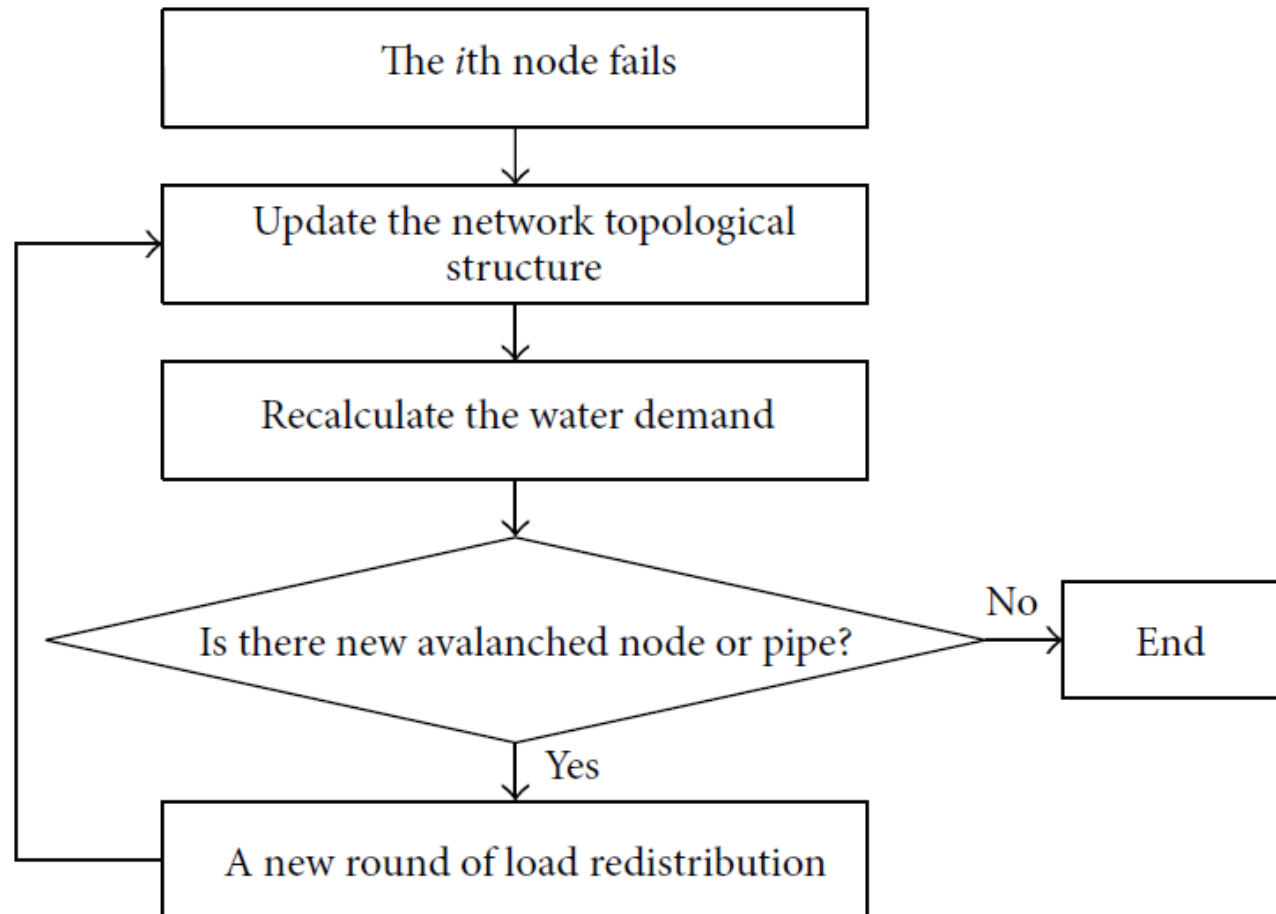 The ith node fails
Update the network topological
structure
Recalculate the water demand
Is there new avalanched node or pipe?
No
End
Yes
A new round of load redistribution